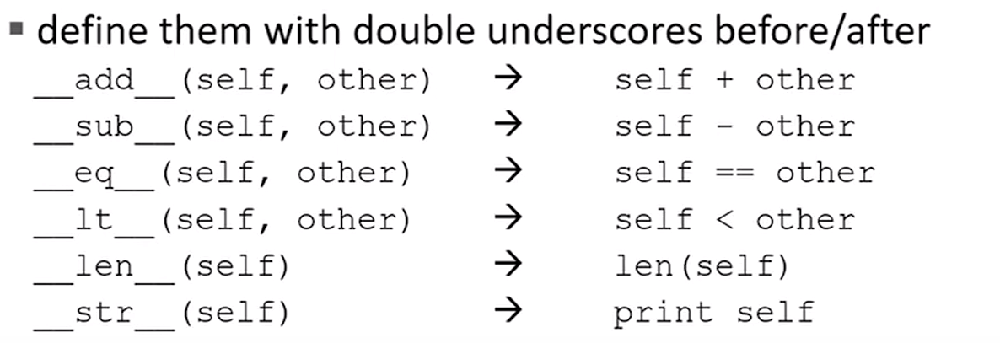 ▪ define them with double underscores before/after
__add__(self, other) → self + other
__sub__(self, other) → self - other
__eq__(self, other) → self == other
__lt__(self, other) → self < other
__len__(self) → len(self)
__str__(self) → print self